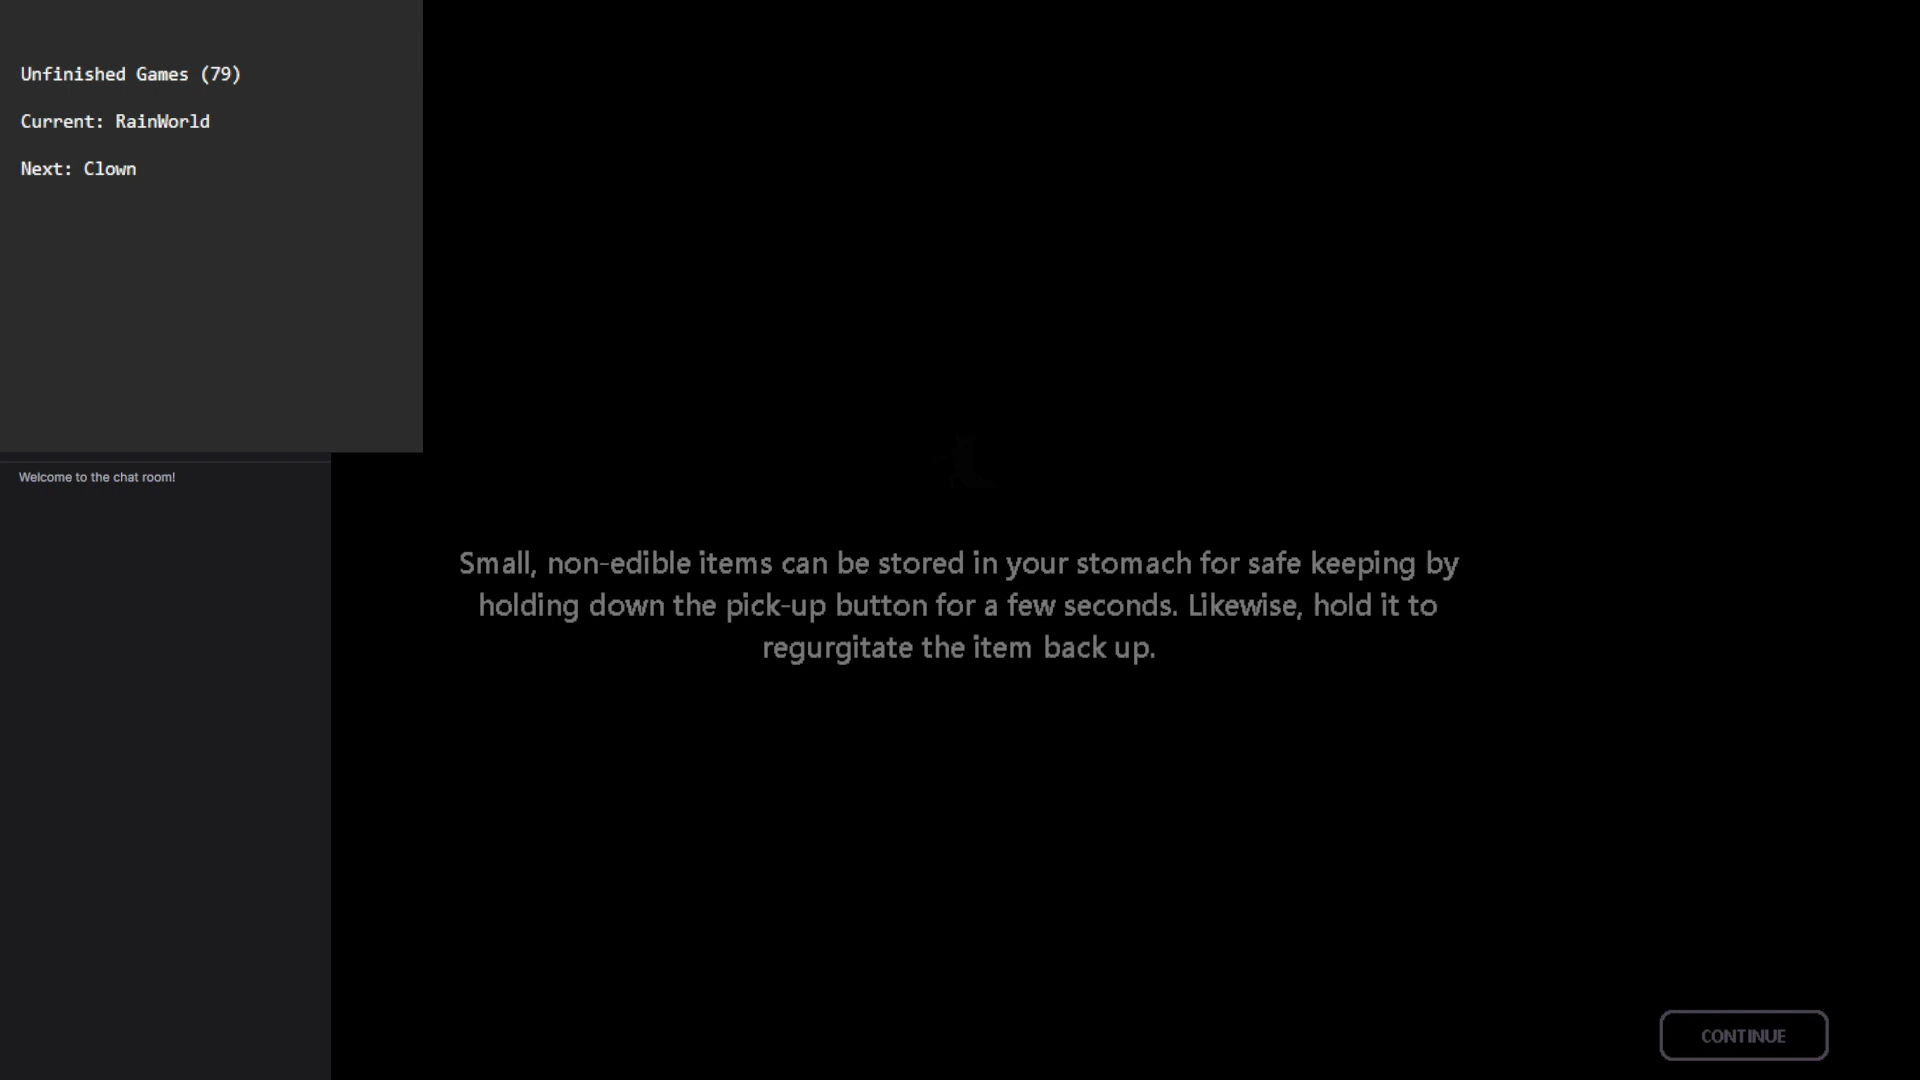 Unfinished Games (79)
Current: RainWorld
Next: Clown
Welcome to the chat room!
Small, non-edible items can be stored in your stomach for safe keeping by
holding down the pick-up button for a few seconds. Likewise, hold it to
regurgitate the item back up.
CONTINUE